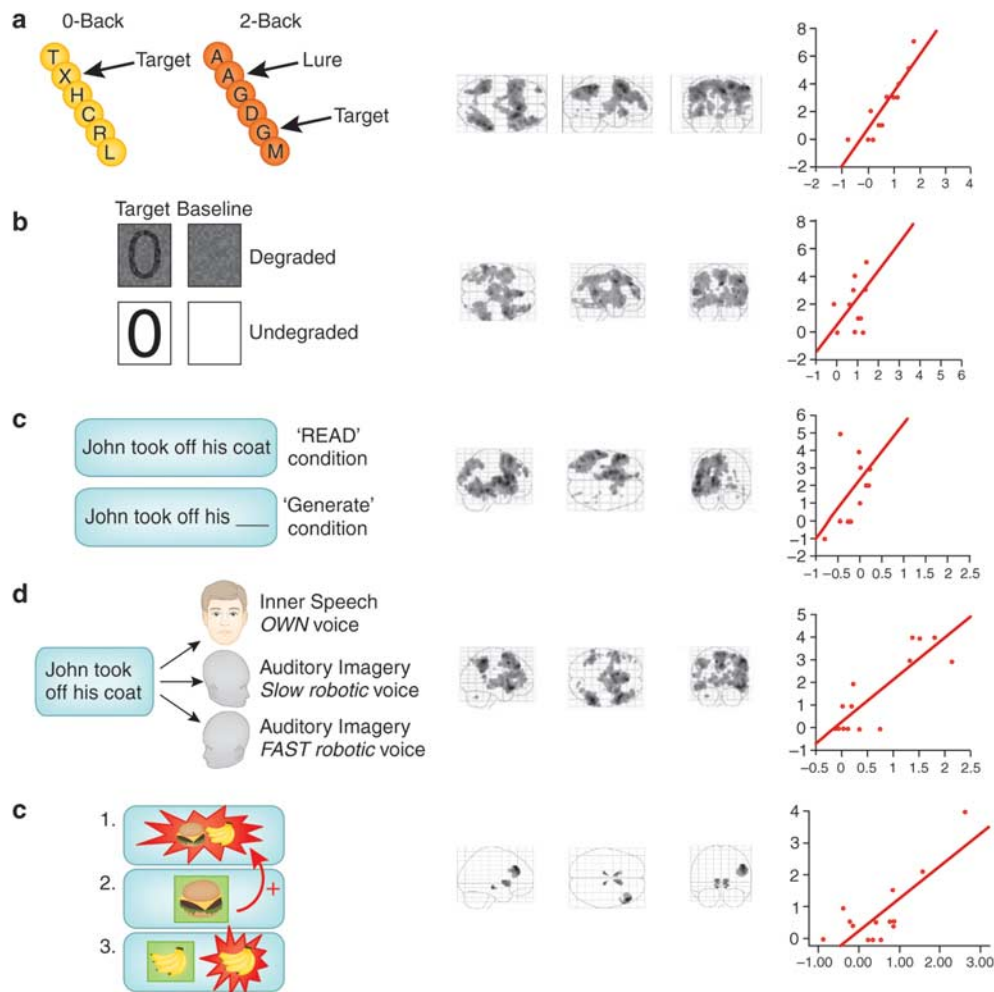 a
0-Back 2-Back
T
X
H
C
R
L
Target
A
A
G
D
G
M
Lure
Target
8
6
4
2
0
−2
−2 −1 −0 1 2 3 4
b
Target Baseline
0
Degraded
0
Undegraded
8
6
4
2
0
−2
−1 0 1 2 3 4 5 6
c
John took off his coat
‘READ’
condition
John took off his ___
‘Generate’
condition
6
5
4
3
2
1
0
−1
−2
−1 −0.5 0 0.5 1 1.5 2 2.5
d
John took
off his coat
Inner Speech
OWN voice
Auditory Imagery
Slow robotic voice
Auditory Imagery
FAST robotic voice
5
4
3
2
1
0
−1
−0.5 0 0.5 1 1.5 2 2.5
c
1.
2.
+
3.
4
3
2
1
0
−1.00 0.00 1.00 2.00 3.00